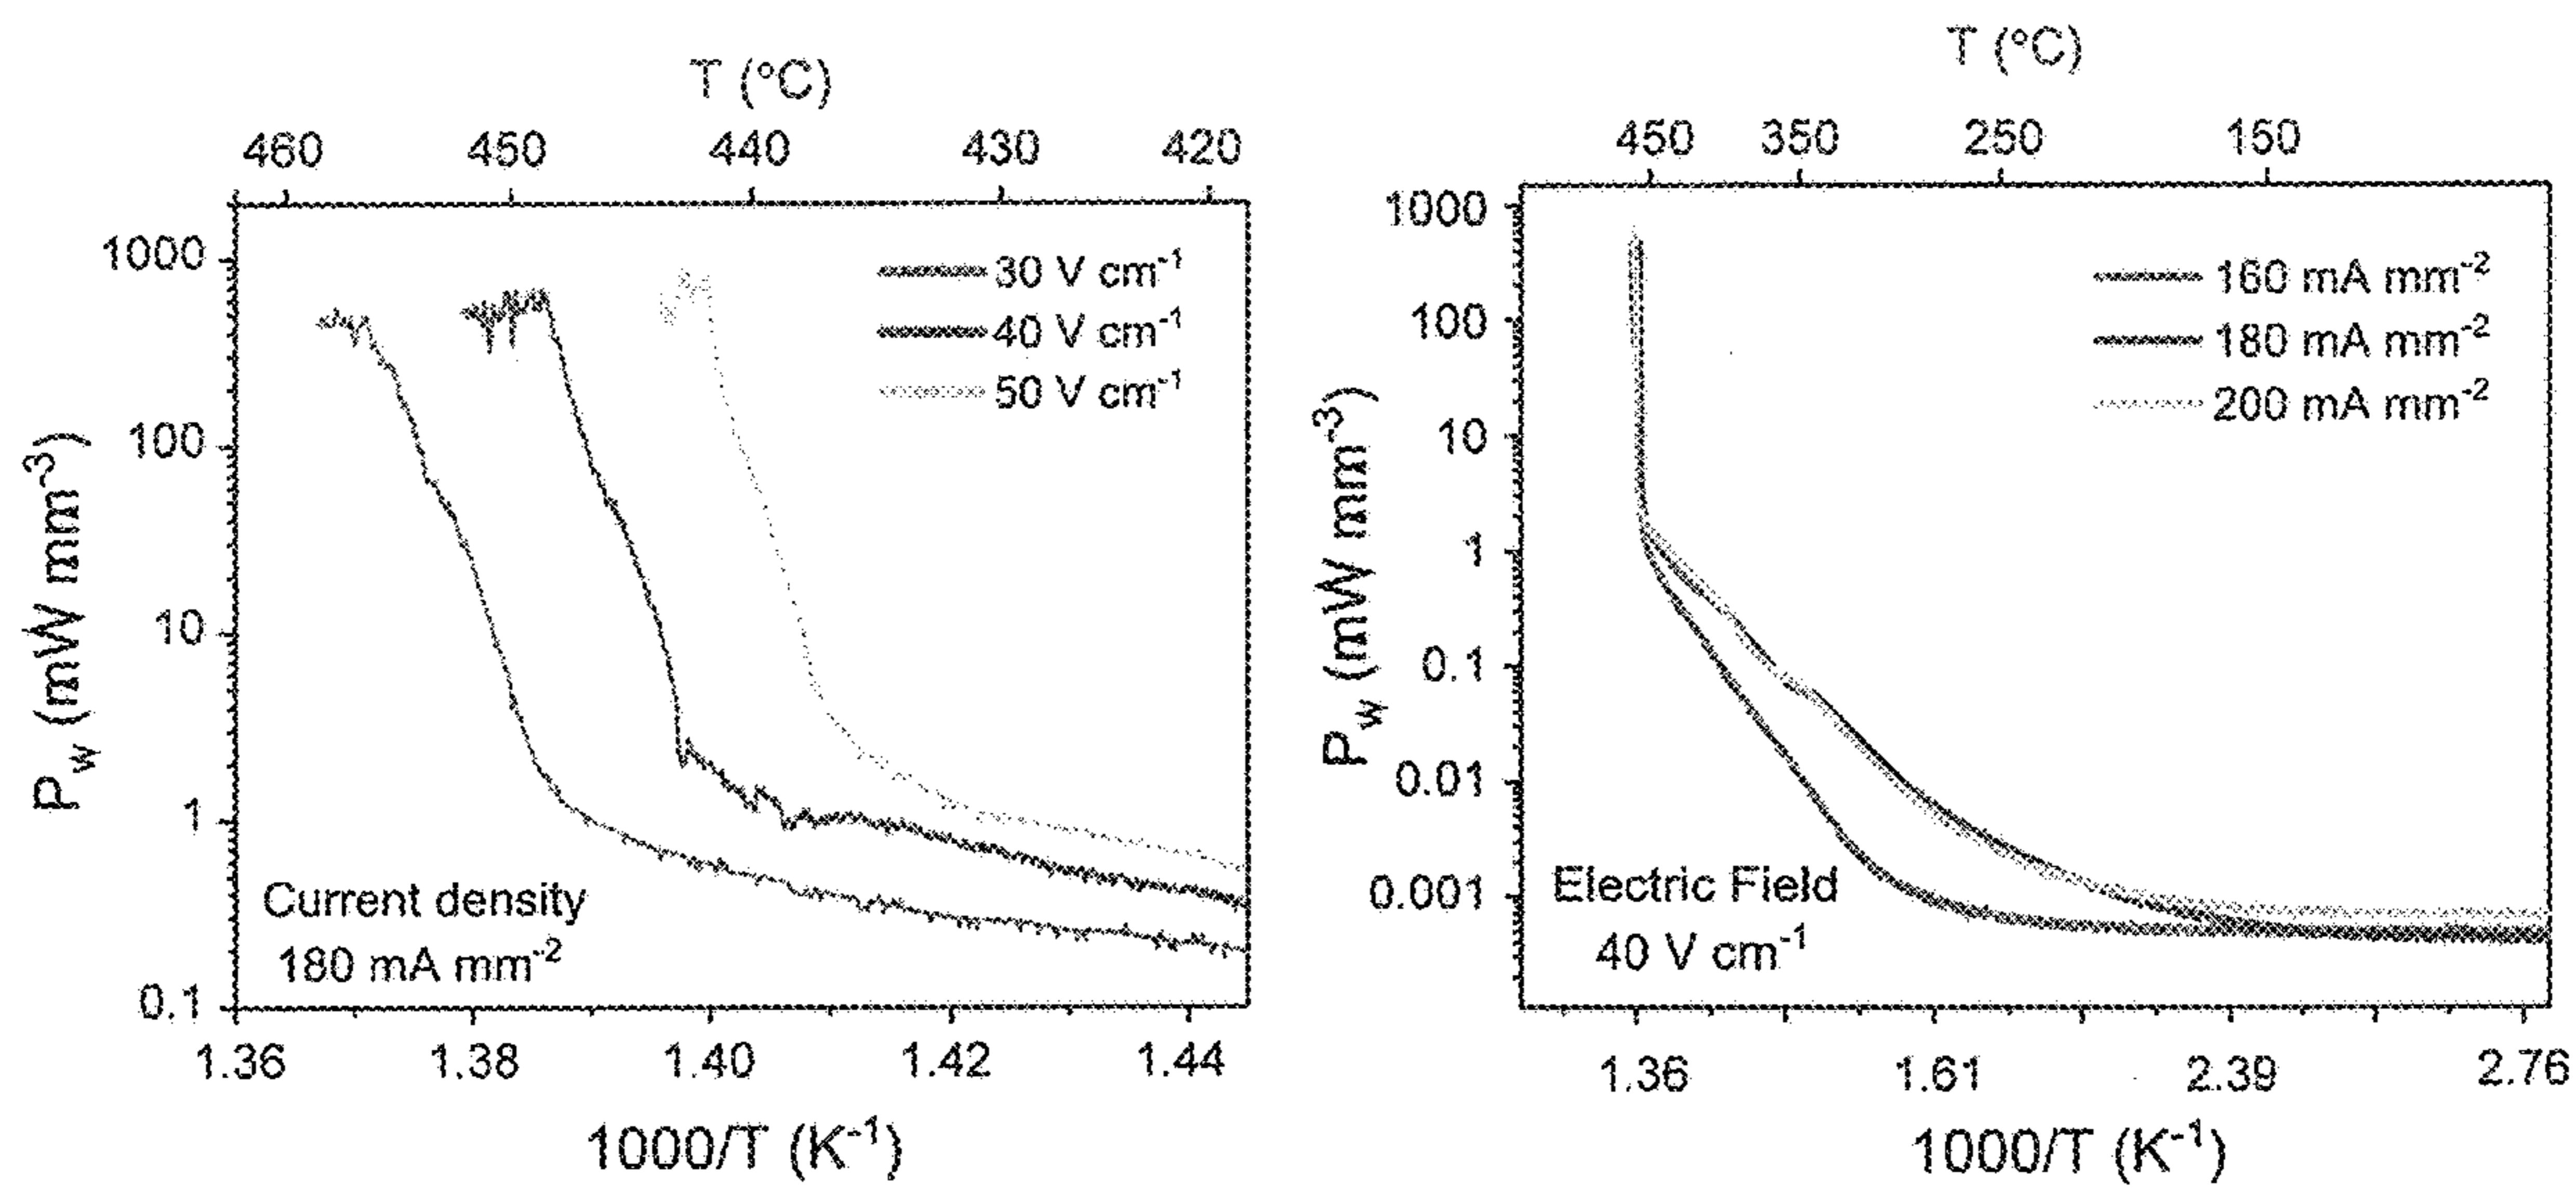 T (°C)
460 450 440 430 420
1000
100
10
1
0.1
P_w (mW mm-3)
30 V cm-1
40 V cm-1
50 V cm-1
Current density
180 mA mm-2
1.36 1.38 1.40 1.42 1.44
1000/T (K-1)
T (°C)
450 350 250 150
1000
100
10
1
0.1
0.01
0.001
P_w (mW mm-3)
160 mA mm-2
180 mA mm-2
200 mA mm-2
Electric Field
40 V cm-1
1.36 1.61 2.39 2.76
1000/T (K-1)